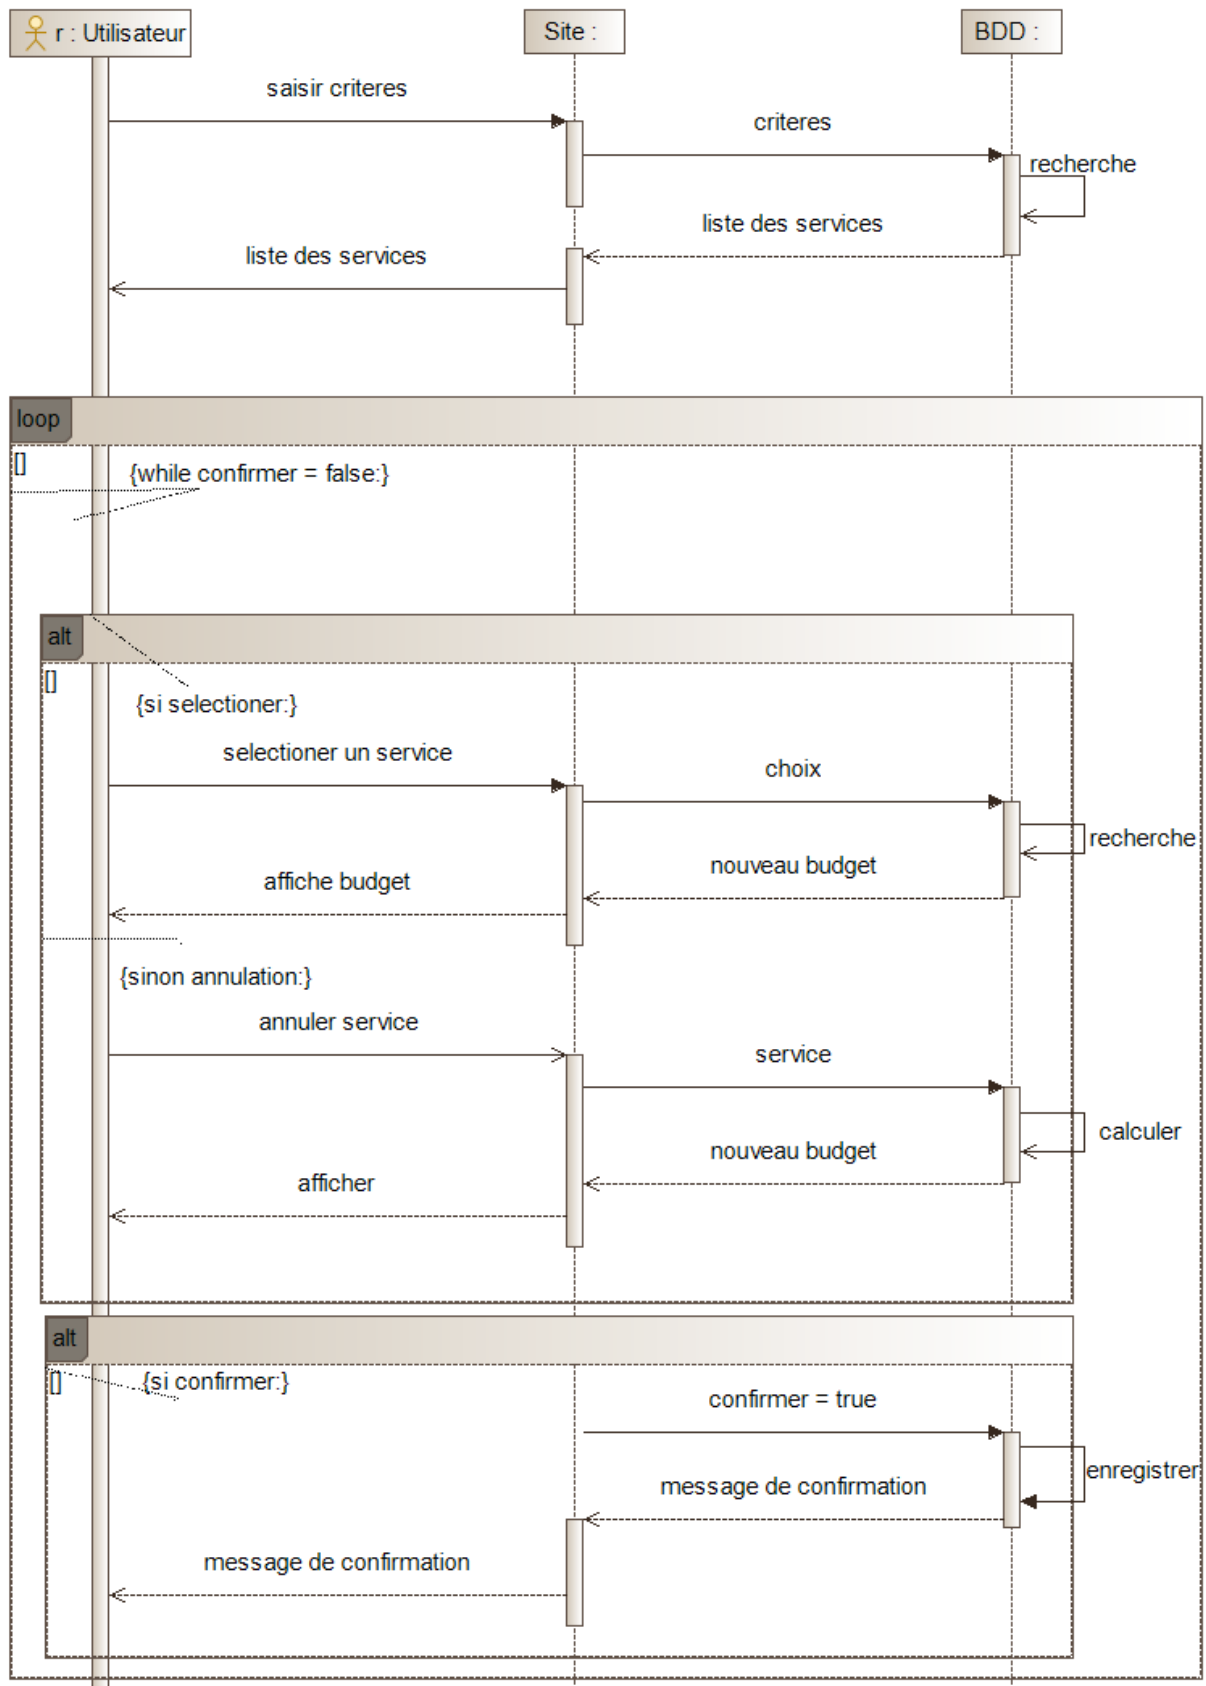 r : Utilisateur
Site :
BDD :
saisir criteres
criteres
recherche
liste des services
liste des services
loop
[]
{while confirmer = false:}
alt
[]
{si selectioner:}
selectioner un service
choix
recherche
nouveau budget
affiche budget
{sinon annulation:}
annuler service
service
calculer
nouveau budget
afficher
alt
[]
{si confirmer:}
confirmer = true
enregistrer
message de confirmation
message de confirmation